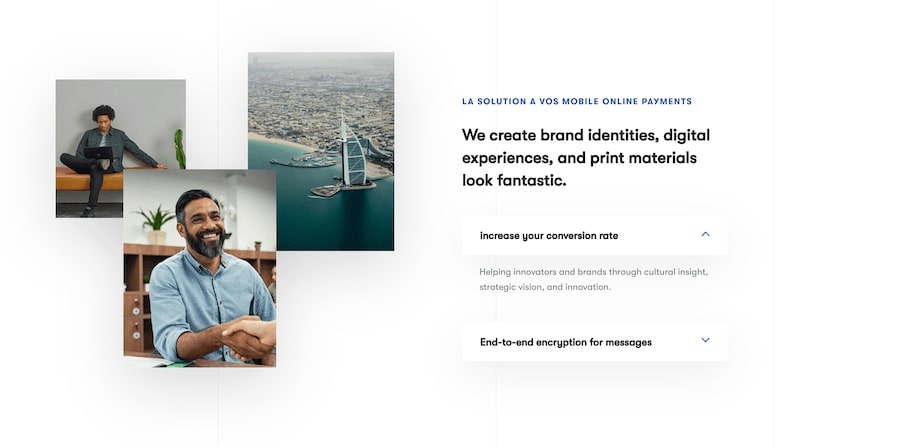 LA SOLUTION A VOS MOBILE ONLINE PAYMENTS
We create brand identities, digital
experiences, and print materials
look fantastic.
increase your conversion rate
Helping innovators and brands through cultural insight,
strategic vision, and innovation.
End-to-end encryption for messages